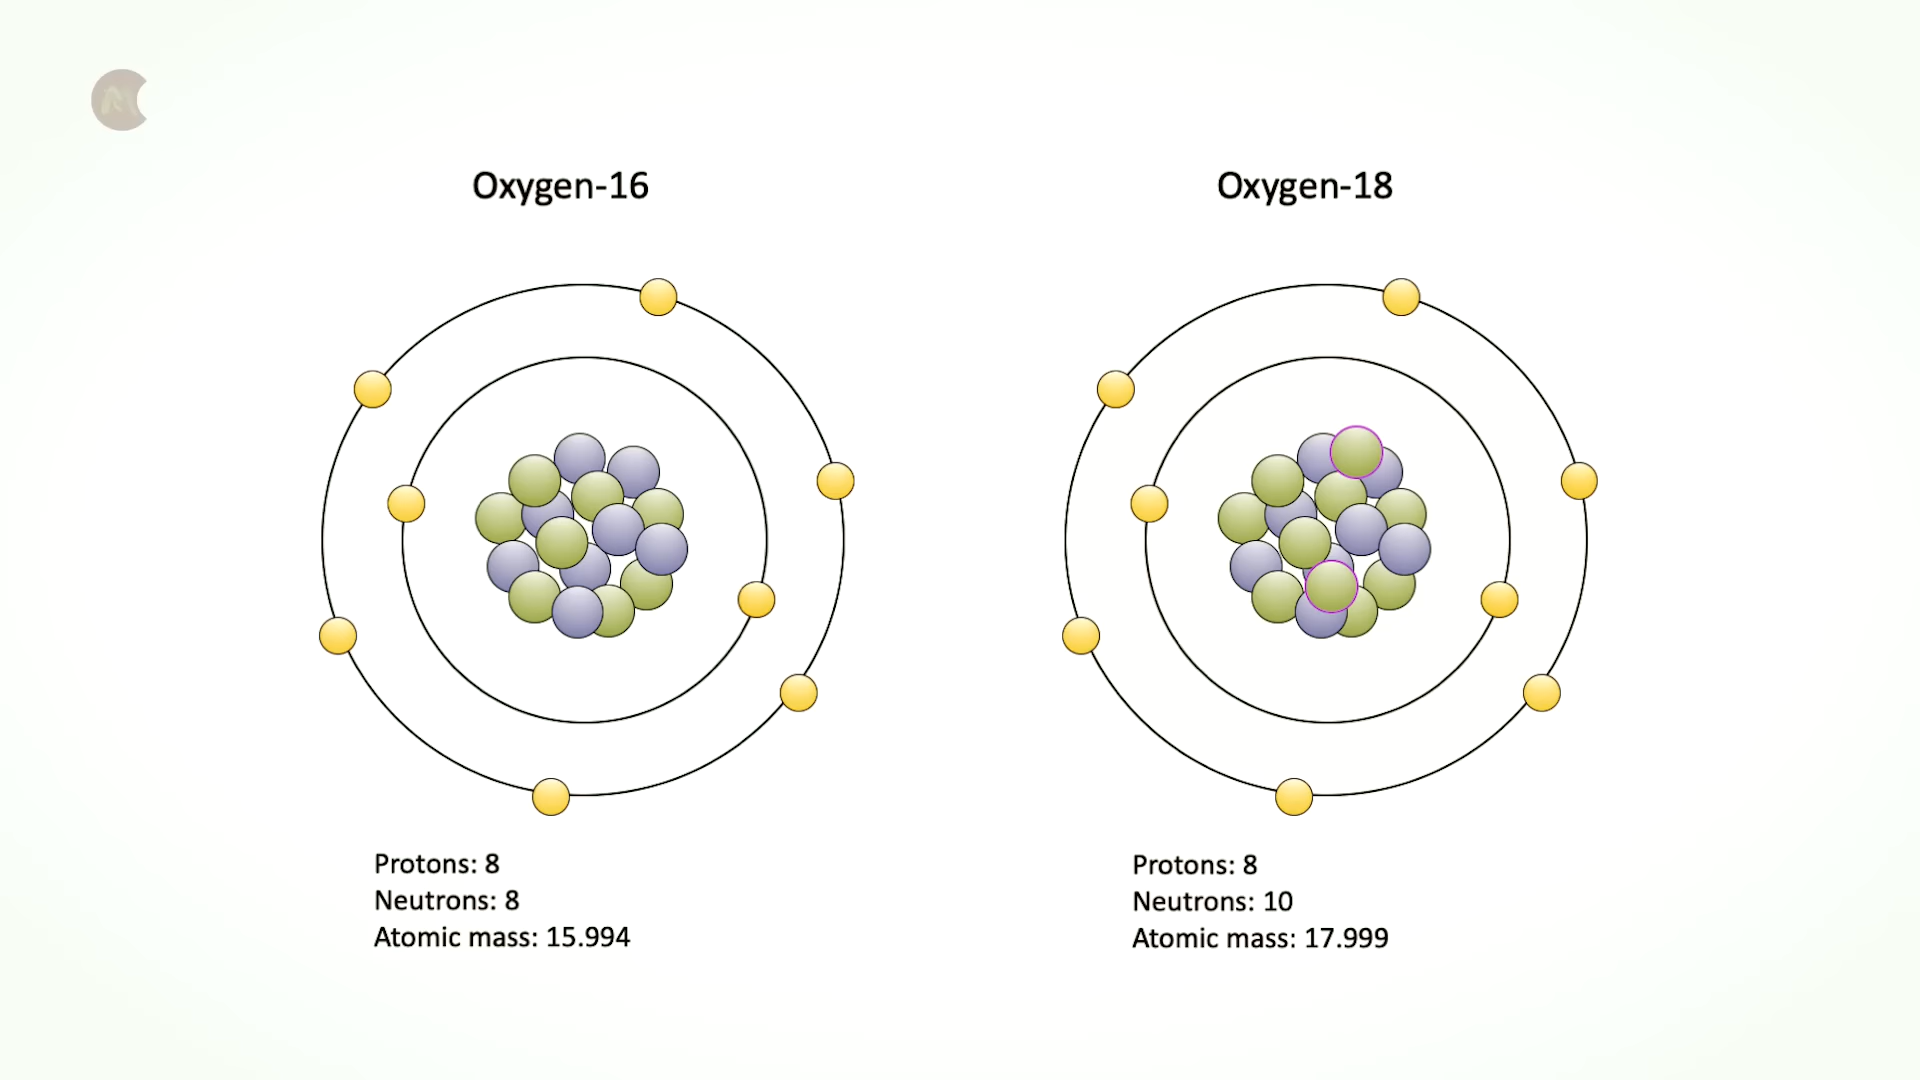 Oxygen-16
Oxygen-18
Protons: 8
Neutrons: 8
Atomic mass: 15.994
Protons: 8
Neutrons: 10
Atomic mass: 17.999